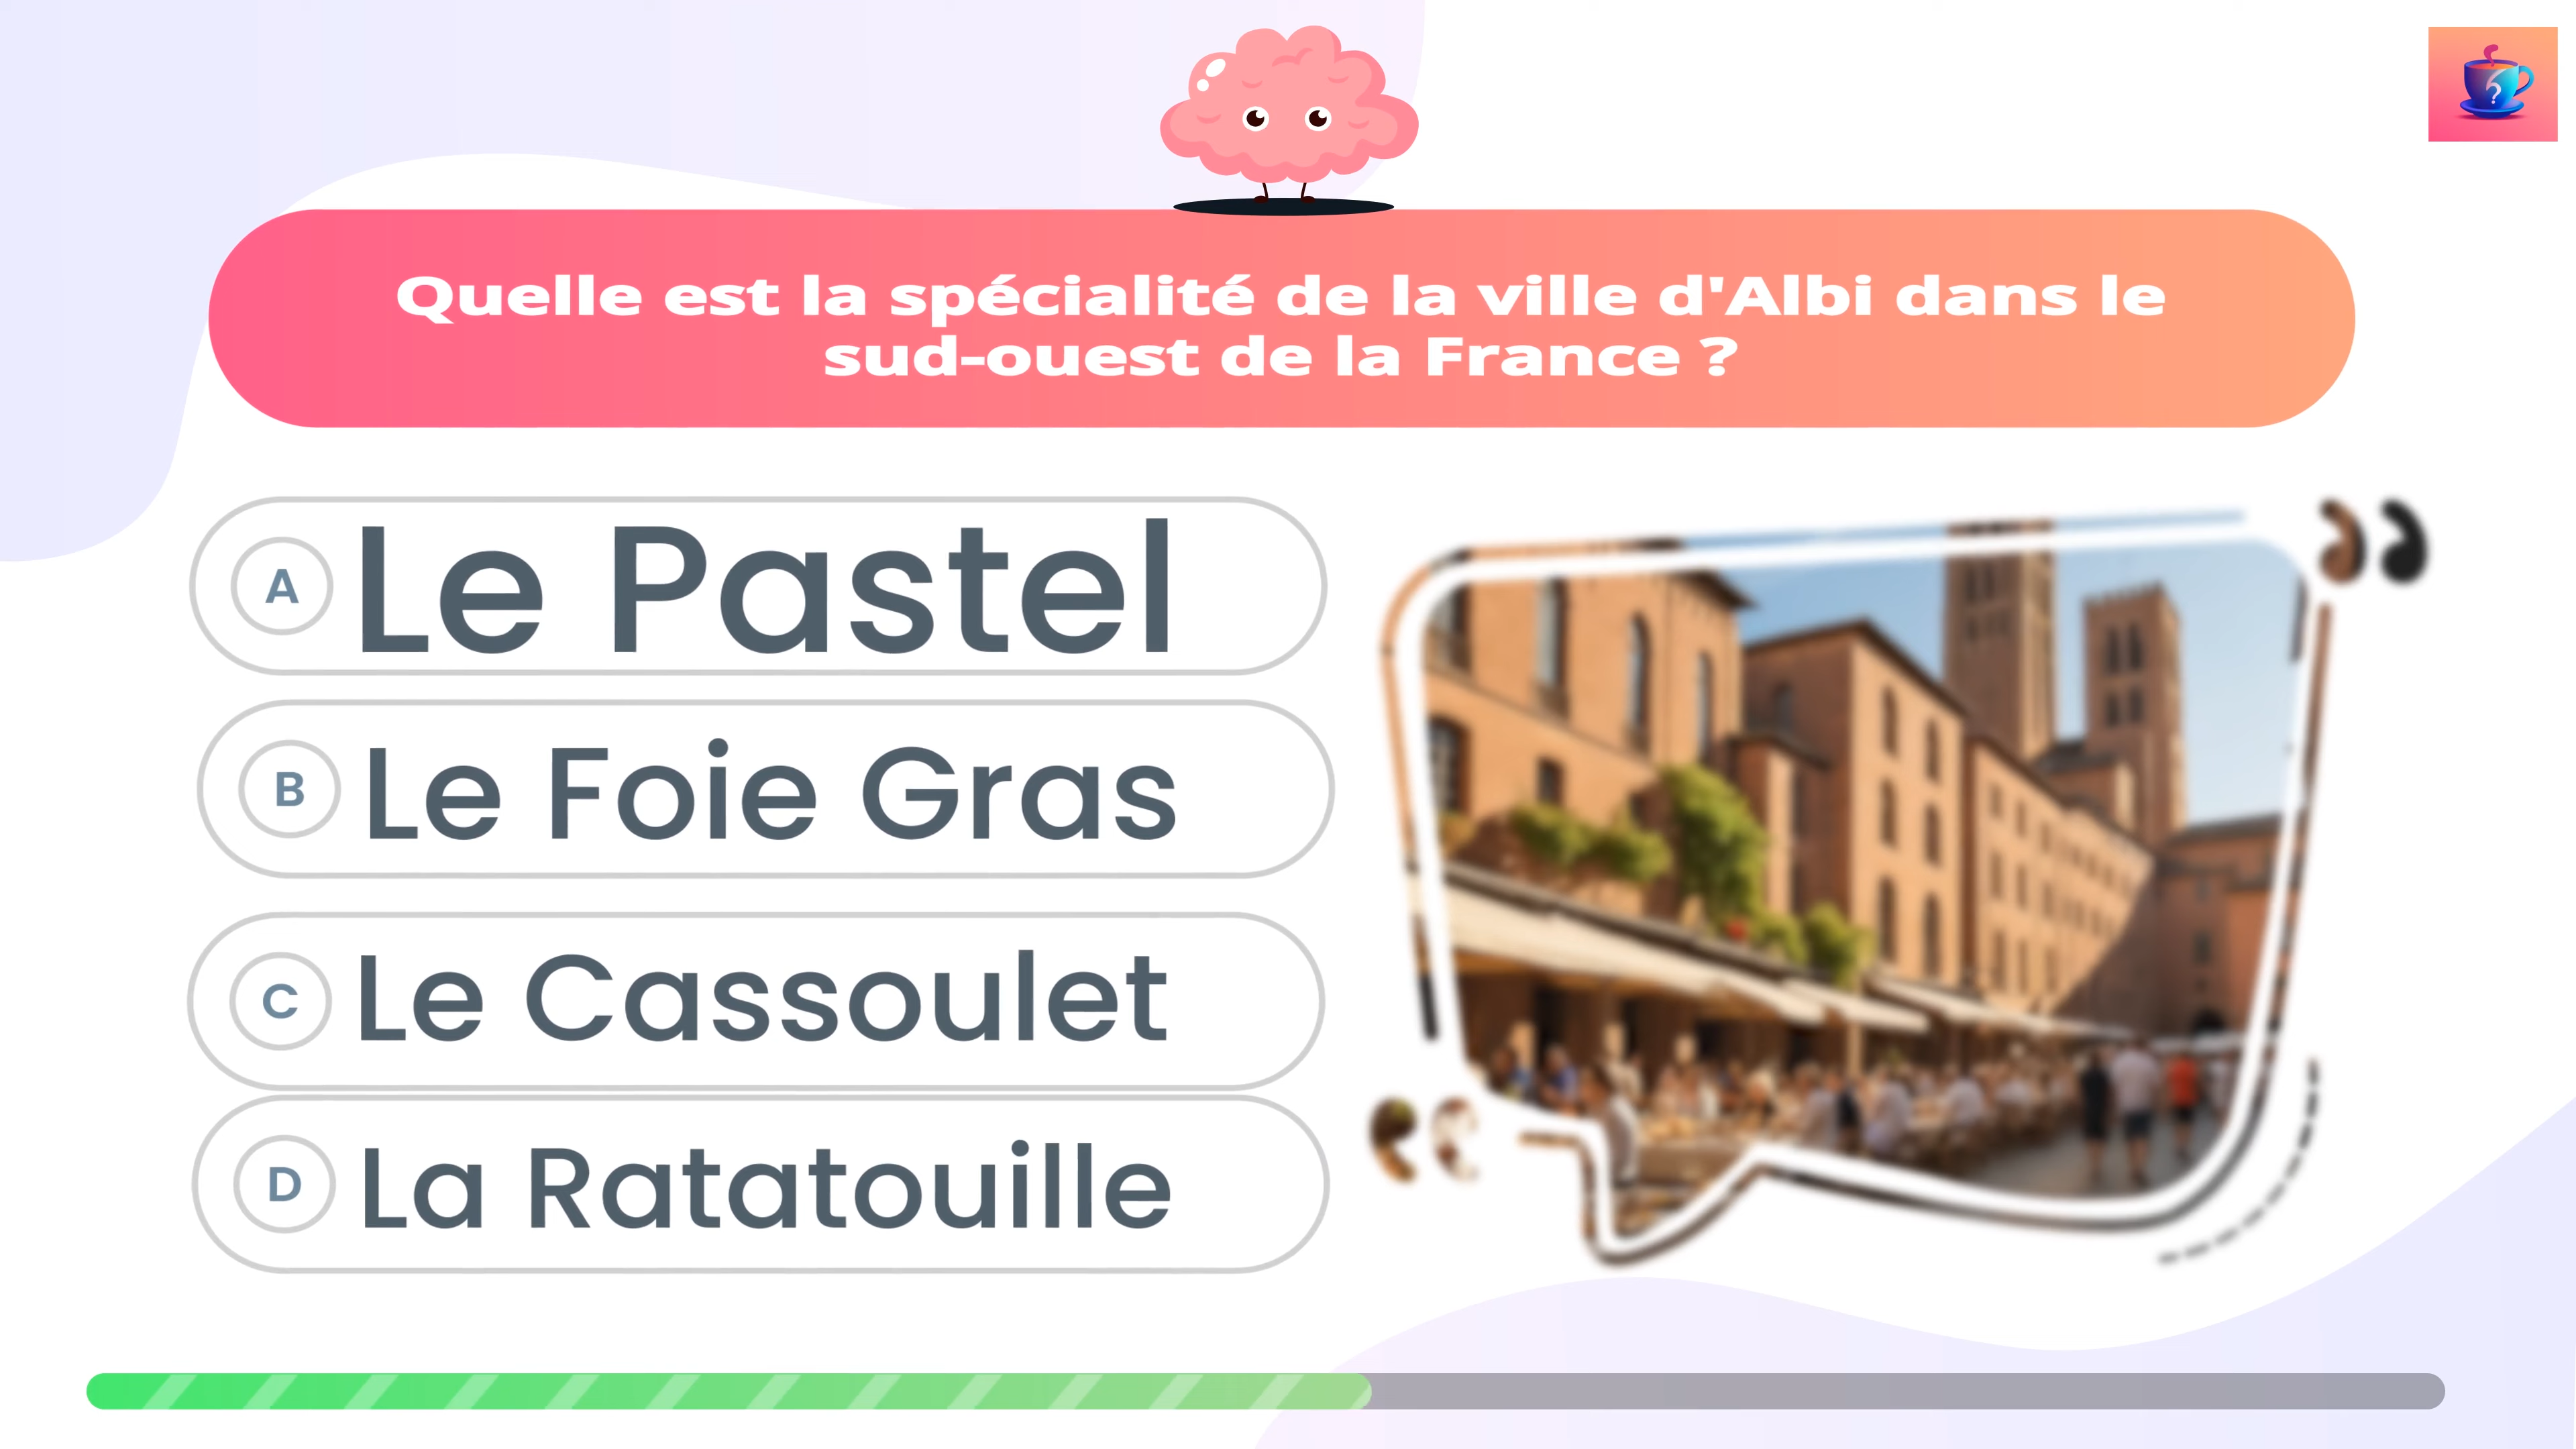 Quelle est la spécialité de la ville d'Albi dans le
sud-ouest de la France ?
A Le Pastel
B Le Foie Gras
C Le Cassoulet
D La Ratatouille
?